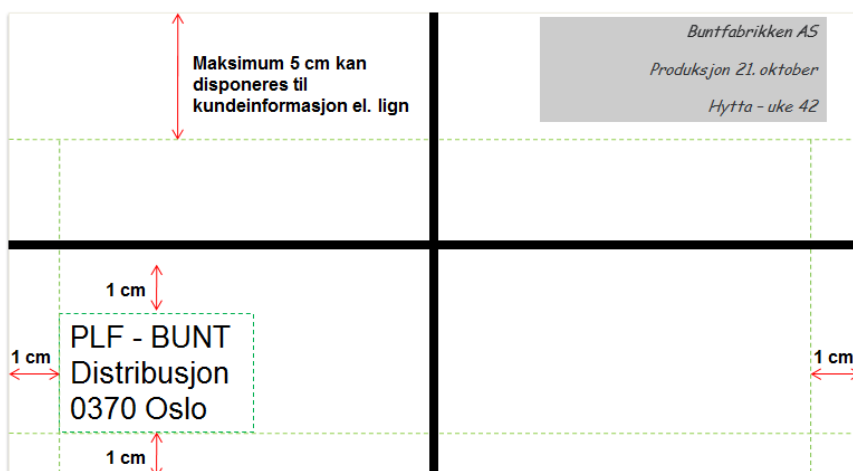 Maksimum 5 cm kan
disponeres til
kundeinformasjon el. lign
Buntfabrikken AS
Produksjon 21. oktober
Hytta - uke 42
1 cm
PLF - BUNT
Distribusjon
0370 Oslo
1 cm
1 cm
1 cm